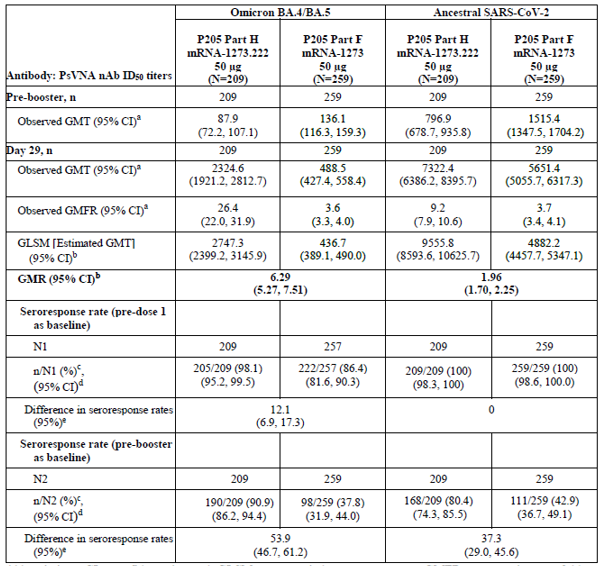 Omicron BA.4/BA.5 Ancestral SARS-CoV-2
Antibody: PsVNA nAb ID50 titers P205 Part H mRNA-1273.222 50 µg (N=209) P205 Part F mRNA-1273 50 µg (N=259) P205 Part H mRNA-1273.222 50 µg (N=209) P205 Part F mRNA-1273 50 µg (N=259)
Pre-booster, n 209 259 209 259
Observed GMT (95% CI)a 87.9 136.1 796.9 1515.4
(72.2, 107.1) (116.3, 159.3) (678.7, 935.8) (1347.5, 1704.2)
Day 29, n 209 259 209 259
Observed GMT (95% CI)a 2324.6 488.5 7322.4 5651.4
(1921.2, 2812.7) (427.4, 558.4) (6386.2, 8395.7) (5055.7, 6317.3)
Observed GMFR (95% CI)a 26.4 3.6 9.2 3.7
(22.0, 31.9) (3.3, 4.0) (7.9, 10.6) (3.4, 4.1)
GLSM [Estimated GMT] 2747.3 436.7 9555.8 4882.2
(95% CI)b (2399.2, 3145.9) (389.1, 490.0) (8593.6, 10625.7) (4457.7, 5347.1)
GMR (95% CI)b 6.29 1.96
(5.27, 7.51) (1.70, 2.25)
Seroresponse rate (pre-dose 1
as baseline)
N1 209 257 209 259
n/N1 (%)c, 205/209 (98.1) 222/257 (86.4) 209/209 (100) 259/259 (100)
(95% CI)d (95.2, 99.5) (81.6, 90.3) (98.3, 100) (98.6, 100.0)
Difference in seroresponse rates 12.1 0
(95%)e (6.9, 17.3)
Seroresponse rate (pre-booster
as baseline)
N2 209 259 209 259
n/N2 (%)c, 190/209 (90.9) 98/259 (37.8) 168/209 (80.4) 111/259 (42.9)
(95% CI)d (86.2, 94.4) (31.9, 44.0) (74.3, 85.5) (36.7, 49.1)
Difference in seroresponse rates 53.9 37.3
(95%)e (46.7, 61.2) (29.0, 45.6)